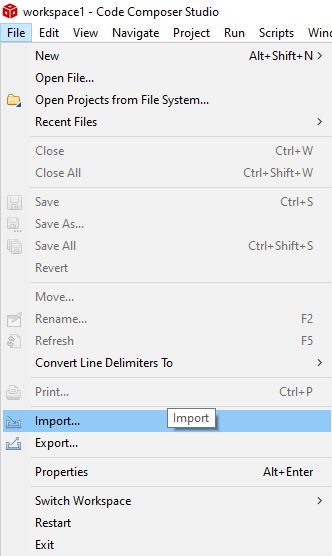 workspace1 - Code Composer Studio
File Edit View Navigate Project Run Scripts Win
New Alt+Shift+N >
Open File...
Open Projects from File System...
Recent Files >
Close Ctrl+W
Close All Ctrl+Shift+W
Save Ctrl+S
Save As...
Save All Ctrl+Shift+S
Revert
Move...
Rename... F2
Refresh F5
Convert Line Delimiters To >
Print... Ctrl+P
Import... Import
Export...
Properties Alt+Enter
Switch Workspace >
Restart
Exit